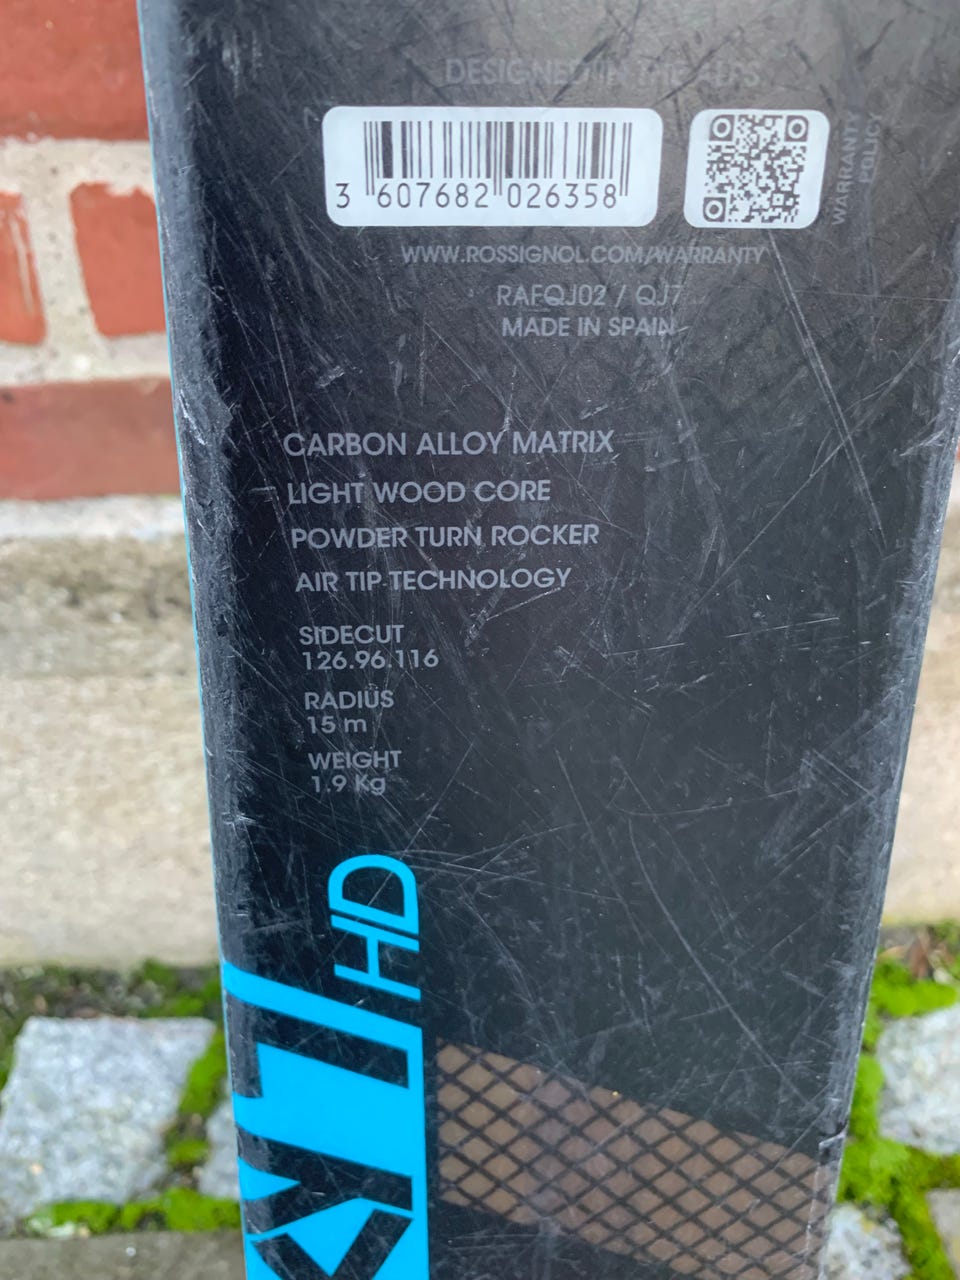 DESIGNED IN THE ALPS
3 607682 026358
WARRANTY
POLICY
WWW.ROSSIGNOL.COM/WARRANTY
RAFQJ02 / QJ7
MADE IN SPAIN
CARBON ALLOY MATRIX
LIGHT WOOD CORE
POWDER TURN ROCKER
AIR TIP TECHNOLOGY
SIDECUT
126.96.116
RADIUS
15 m
WEIGHT
1.9 Kg
HD